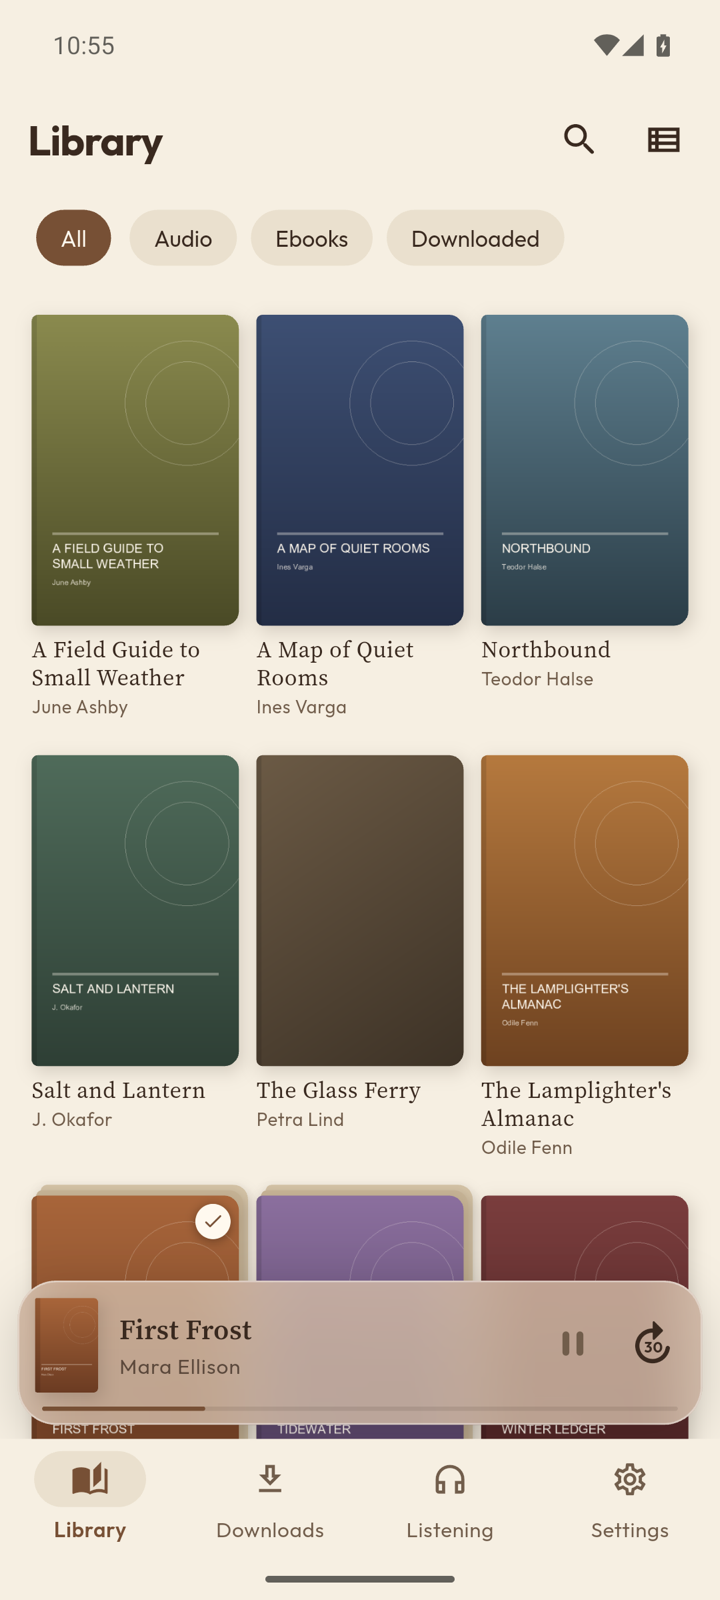 10:55
Library
All
Audio
Ebooks
Downloaded
A FIELD GUIDE TO
SMALL WEATHER
June Ashby
A MAP OF QUIET ROOMS
Ines Varga
NORTHBOUND
Teodor Halse
A Field Guide to
Small Weather
June Ashby
A Map of Quiet
Rooms
Ines Varga
Northbound
Teodor Halse
SALT AND LANTERN
J. Okafor
THE LAMPLIGHTER'S
ALMANAC
Odile Fenn
Salt and Lantern
J. Okafor
The Glass Ferry
Petra Lind
The Lamplighter's
Almanac
Odile Fenn
FIRST FROST
First Frost
Mara Ellison
30
FIRST FROST
TIDEWATER
WINTER LEDGER
Library
Downloads
Listening
Settings